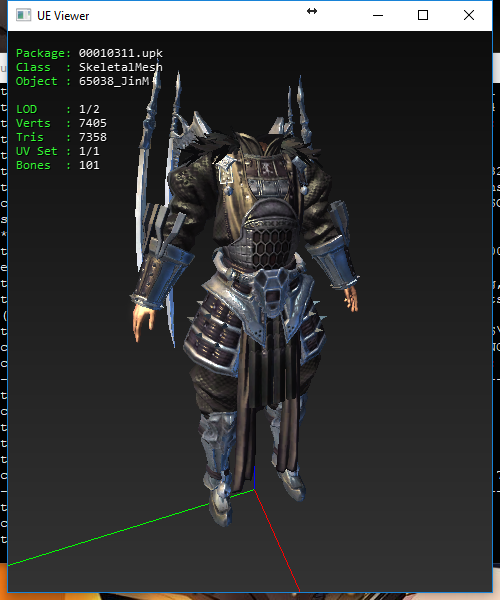 UE Viewer
Package: 00010311.upk
Class : SkeletalMesh
Object : 65038_JinM
LOD : 1/2
Verts : 7405
Tris : 7358
UV Set : 1/1
Bones : 101